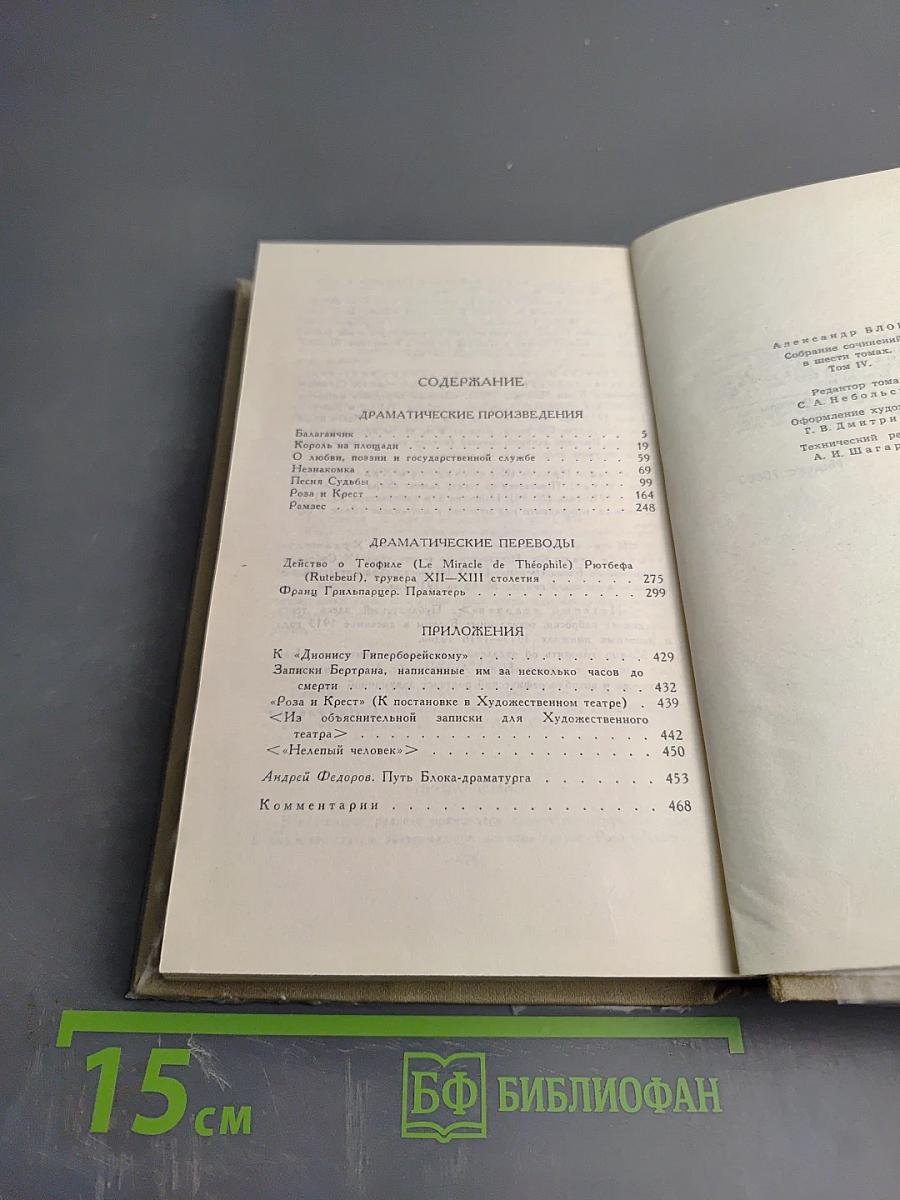 СОДЕРЖАНИЕ
ДРАМАТИЧЕСКИЕ ПРОИЗВЕДЕНИЯ
Балаганчик . . . . . . . . . . . . . . . . . . 5
Король на площади . . . . . . . . . . . . . . . 19
О любви, поэзии и государственной службе . . . . . . 59
Незнакомка . . . . . . . . . . . . . . . . . . 69
Песня Судьбы . . . . . . . . . . . . . . . . . 99
Роза и Крест . . . . . . . . . . . . . . . . . 164
Рамзес . . . . . . . . . . . . . . . . . . . . 248
ДРАМАТИЧЕСКИЕ ПЕРЕВОДЫ
Действо о Теофиле (Le Miracle de Théophile) Рютбефа
(Rutebeuf), трувера XII—XIII столетия . . . . . . 275
Франц Грильпарцер. Праматерь . . . . . . . . . . . 299
ПРИЛОЖЕНИЯ
К «Дионису Гиперборейскому» . . . . . . . . . . . 429
Записки Бертрана, написанные им за несколько часов до
смерти . . . . . . . . . . . . . . . . . . 432
«Роза и Крест» (К постановке в Художественном театре) . 439
<Из объяснительной записки для Художественного
театра> . . . . . . . . . . . . . . . . . 442
<«Нелепый человек»> . . . . . . . . . . . . . . 450
Андрей Федоров. Путь Блока-драматурга . . . . . . . 453
Комментарии . . . . . . . . . . . . . . . . . 468
Александр БЛО
Собрание сочинений
в шести томах.
Том IV.
Редактор тома
С. А. Небольс
Оформление худо
Г. В. Дмитри
Технический ре
А. И. Шагар
15 см
БФ БИБЛИОФАН